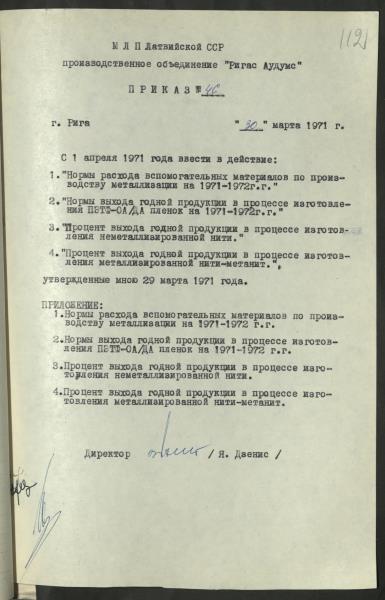 112
М Л П Латвийской ССР
производственное объединение "Ригас Аудумс"
П Р И К А З № 46
г. Рига " 30 " марта 1971 г.
С 1 апреля 1971 года ввести в действие:
1. "Нормы расхода вспомогательных материалов по произ-
водству металлизации на 1971-1972г.г."
2. "Нормы выхода годной продукции в процессе изготовле-
ния ПЭТФ-ОА/ДА пленок на 1971-1972г.г."
3. "Процент выхода годной продукции в процессе изготов-
ления неметаллизированной нити."
4. "Процент выхода годной продукции в процессе изготов-
ления металлизированной нити-метанит.",
утвержденные мною 29 марта 1971 года.
ПРИЛОЖЕНИЕ:
1. Нормы расхода вспомогательных материалов по произ-
водству металлизации на 1971-1972 г.г.
2. Нормы выхода годной продукции в процессе изготов-
ления ПЭТФ-ОА/ДА пленок на 1971-1972 г.г.
3. Процент выхода годной продукции в процессе изго-
товления неметаллизированной нити.
4. Процент выхода годной продукции в процессе изго-
товления металлизированной нити-метанит.
Директор / Я. Двенис /